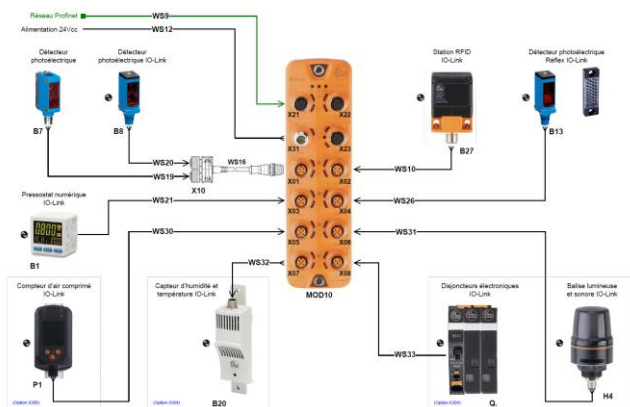 Réseau Profinet
WS9
Alimentation 24Vcc
WS12
Détecteur
photoélectrique
Détecteur
photoélectrique IO-Link
Station RFID
IO-Link
Détecteur photoélectrique
Reflex IO-Link
X21
X22
B7
B8
B13
X31
X23
B27
WS20
WS16
WS19
X10
X01
X02
WS10
Pressostat numérique
IO-Link
WS21
X03
X04
WS26
WS30
X05
X06
WS31
B1
WS32
X07
X08
Compteur d'air comprimé
IO-Link
Capteur d'humidité et
température IO-Link
MOD10
Disjoncteurs électroniques
IO-Link
Balise lumineuse
et sonore IO-Link
WS33
P1
B20
Q.
H4